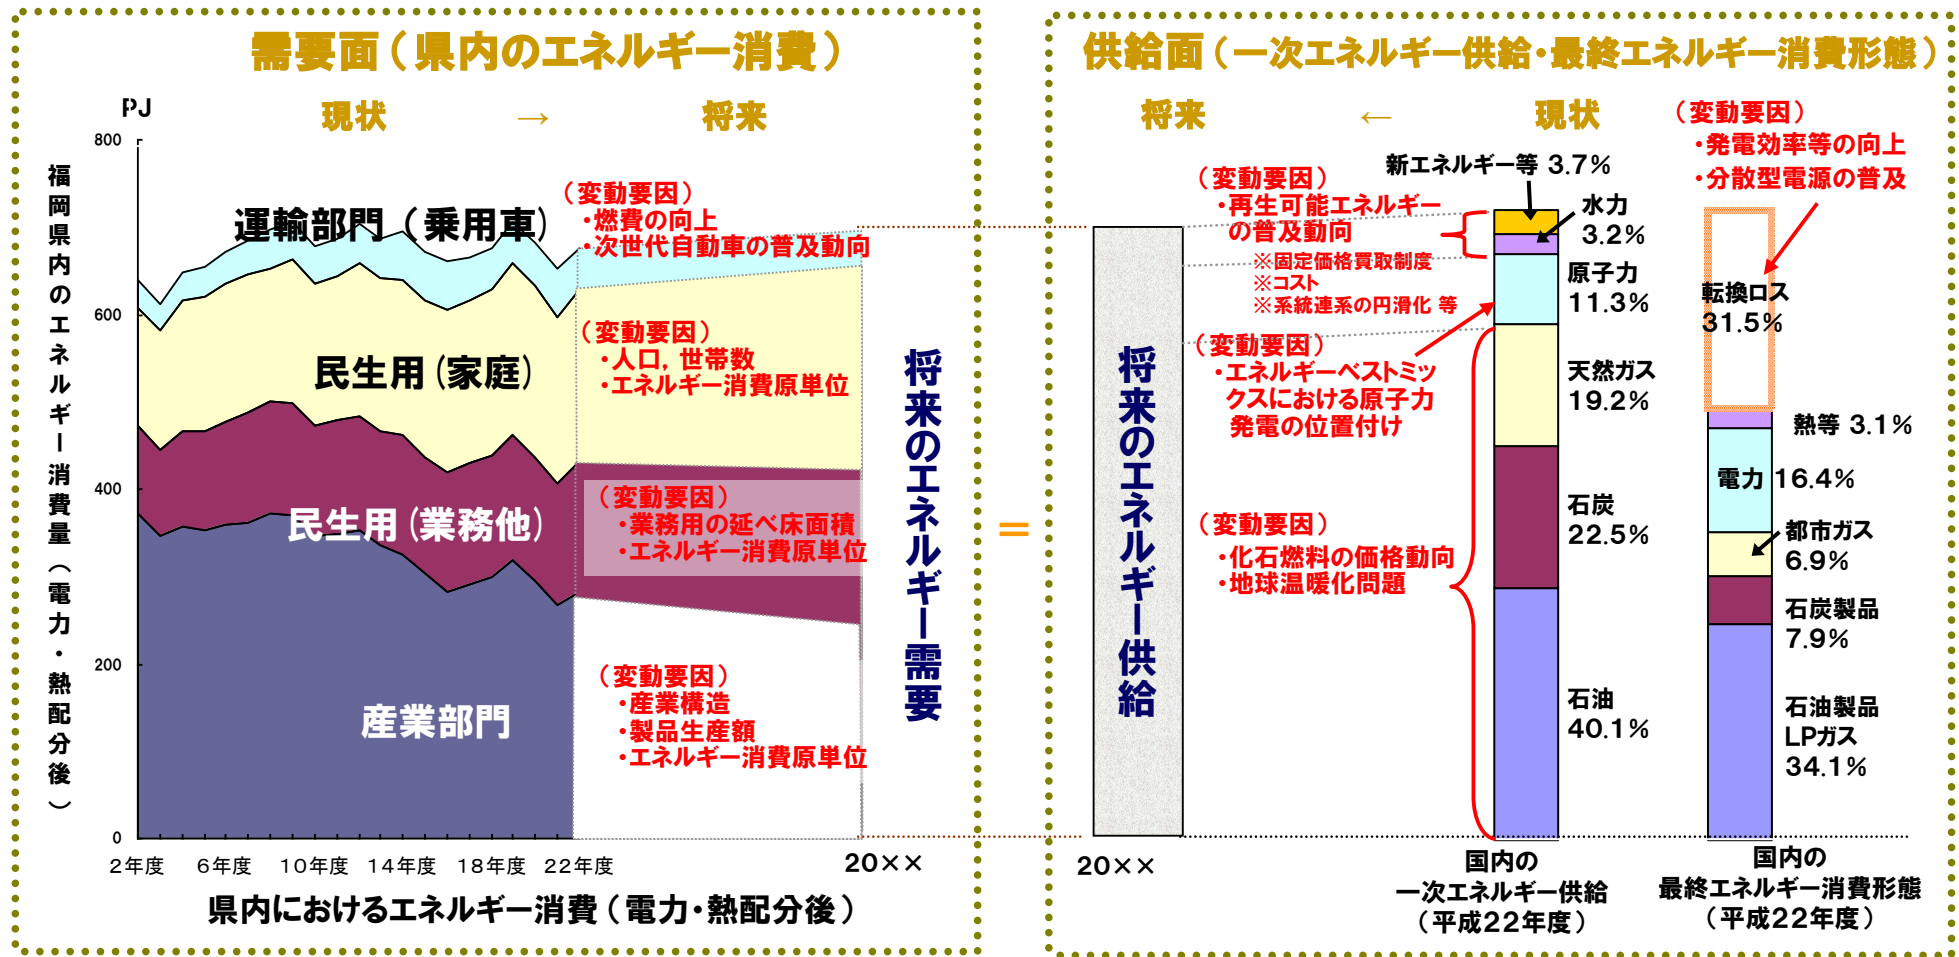 需要面（県内のエネルギー消費）
現状 → 将来
PJ
800
600
400
200
0
福岡県内のエネルギー消費量（電力・熱配分後）
運輸部門（乗用車）
民生用（家庭）
民生用（業務他）
産業部門
（変動要因）
・燃費の向上
・次世代自動車の普及動向
（変動要因）
・人口，世帯数
・エネルギー消費原単位
（変動要因）
・業務用の延べ床面積
・エネルギー消費原単位
（変動要因）
・産業構造
・製品生産額
・エネルギー消費原単位
将来のエネルギー需要
2年度 6年度 10年度 14年度 18年度 22年度
20××
県内におけるエネルギー消費（電力・熱配分後）
＝
供給面（一次エネルギー供給・最終エネルギー消費形態）
将来 ← 現状
将来のエネルギー供給
20××
（変動要因）
・再生可能エネルギー
の普及動向
※固定価格買取制度
※コスト
※系統連系の円滑化 等
（変動要因）
・エネルギーベストミッ
クスにおける原子力
発電の位置付け
（変動要因）
・化石燃料の価格動向
・地球温暖化問題
新エネルギー等 3.7%
水力
3.2%
原子力
11.3%
天然ガス
19.2%
石炭
22.5%
石油
40.1%
国内の
一次エネルギー供給
（平成22年度）
（変動要因）
・発電効率等の向上
・分散型電源の普及
転換ロス
31.5%
熱等 3.1%
電力 16.4%
都市ガス
6.9%
石炭製品
7.9%
石油製品
LPガス
34.1%
国内の
最終エネルギー消費形態
（平成22年度）